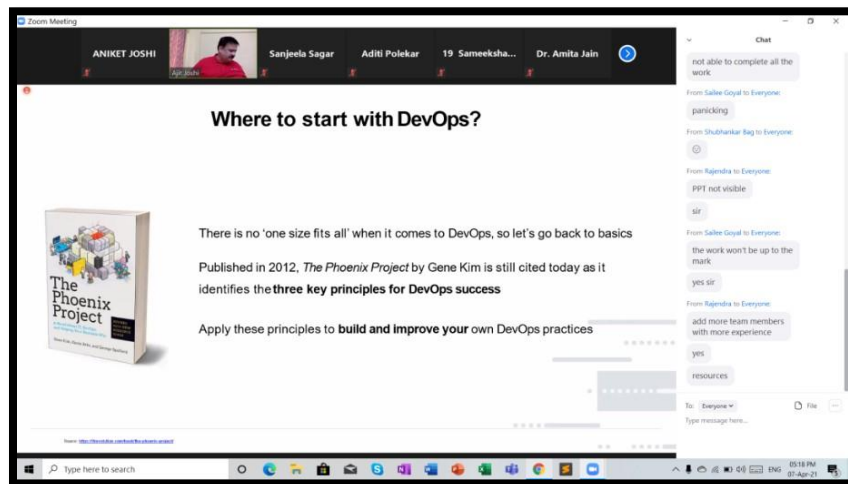 Zoom Meeting
ANIKET JOSHI
Ajit Joshi
Sanjeela Sagar
Aditi Polekar
19 Sameeksha...
Dr. Amita Jain
Where to start with DevOps?
The
Phoenix
Project
There is no 'one size fits all' when it comes to DevOps, so let's go back to basics
Published in 2012, The Phoenix Project by Gene Kim is still cited today as it
identifies the three key principles for DevOps success
Apply these principles to build and improve your own DevOps practices
Chat
not able to complete all the
work
From Sailee Goyal to Everyone:
panicking
From Shubhankar Bag to Everyone:
From Rajendra to Everyone:
PPT not visible
sir
From Sailee Goyal to Everyone:
the work won't be up to the
mark
yes sir
From Rajendra to Everyone:
add more team members
with more experience
yes
resources
To: Everyone
File
Type message here...
Type here to search
ENG
05:18 PM
07-Apr-21